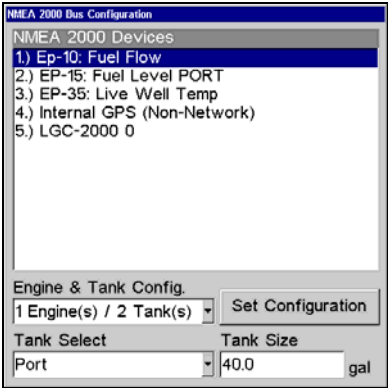 NMEA 2000 Bus Configuration
NMEA 2000 Devices
1.) Ep-10: Fuel Flow
2.) EP-15: Fuel Level PORT
3.) EP-35: Live Well Temp
4.) Internal GPS (Non-Network)
5.) LGC-2000 0
Engine & Tank Config.
1 Engine(s) / 2 Tank(s)
Set Configuration
Tank Select
Tank Size
Port
40.0 gal